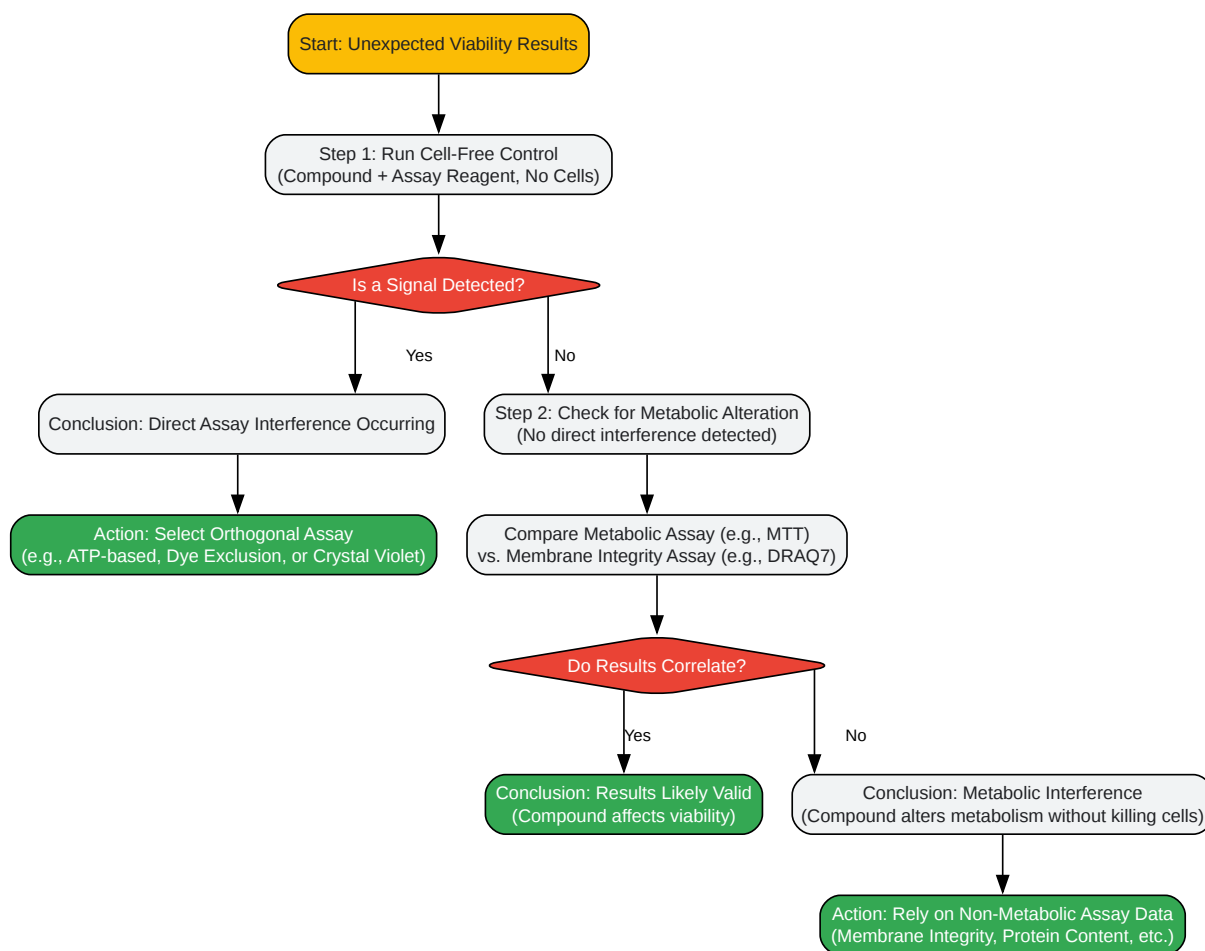 Start: Unexpected Viability Results
Step 1: Run Cell-Free Control
(Compound + Assay Reagent, No Cells)
Is a Signal Detected?
Yes
No
Conclusion: Direct Assay Interference Occurring
Step 2: Check for Metabolic Alteration
(No direct interference detected)
Action: Select Orthogonal Assay
(e.g., ATP-based, Dye Exclusion, or Crystal Violet)
Compare Metabolic Assay (e.g., MTT)
vs. Membrane Integrity Assay (e.g., DRAQ7)
Do Results Correlate?
Yes
No
Conclusion: Results Likely Valid
(Compound affects viability)
Conclusion: Metabolic Interference
(Compound alters metabolism without killing cells)
Action: Rely on Non-Metabolic Assay Data
(Membrane Integrity, Protein Content, etc.)